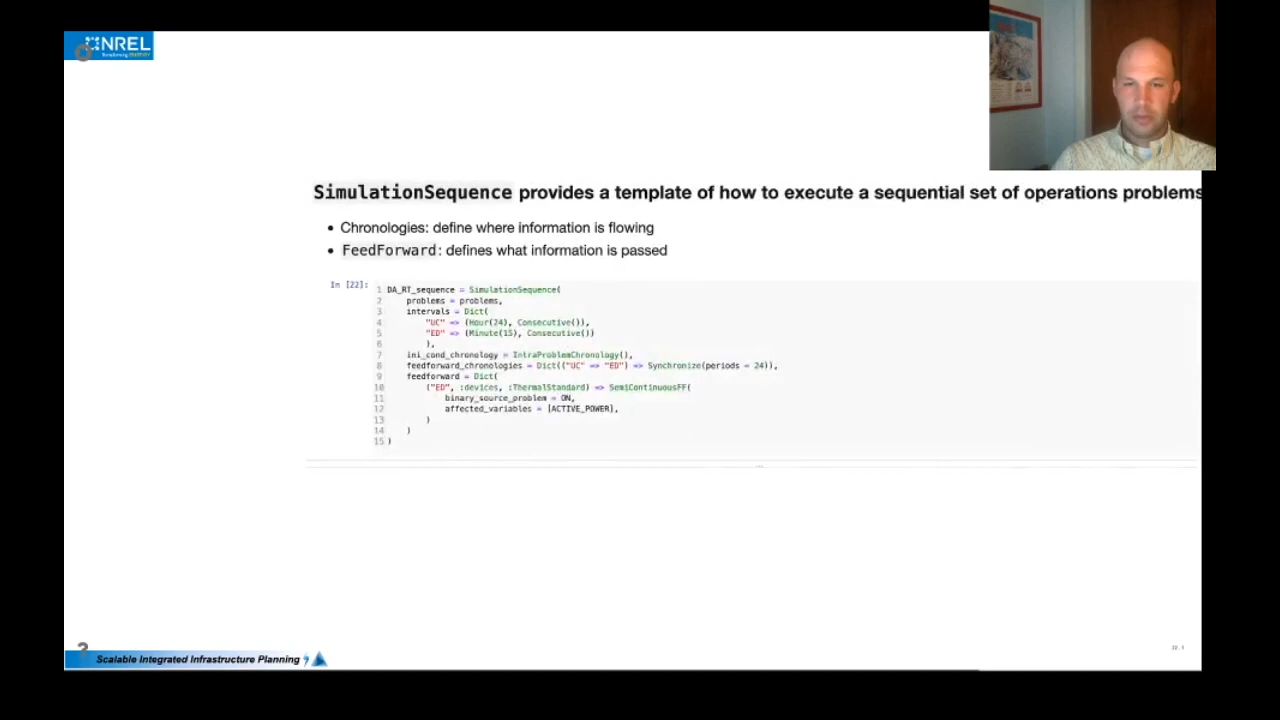 NREL
Transforming ENERGY
SimulationSequence provides a template of how to execute a sequential set of operations problems
• Chronologies: define where information is flowing
• FeedForward: defines what information is passed
In [22]:
1 DA_RT_sequence = SimulationSequence(
2 problems = problems,
3 intervals = Dict(
4 "UC" => (Hour(24), Consecutive()),
5 "ED" => (Minute(15), Consecutive())
6 ),
7 ini_cond_chronology = IntraProblemChronology(),
8 feedforward_chronologies = Dict(("UC" => "ED") => Synchronize(periods = 24)),
9 feedforward = Dict(
10 ("ED", :devices, :ThermalStandard) => SemiContinuousFF(
11 binary_source_problem = ON,
12 affected_variables = [ACTIVE_POWER],
13 )
14 )
15 )
Scalable Integrated Infrastructure Planning
22.1